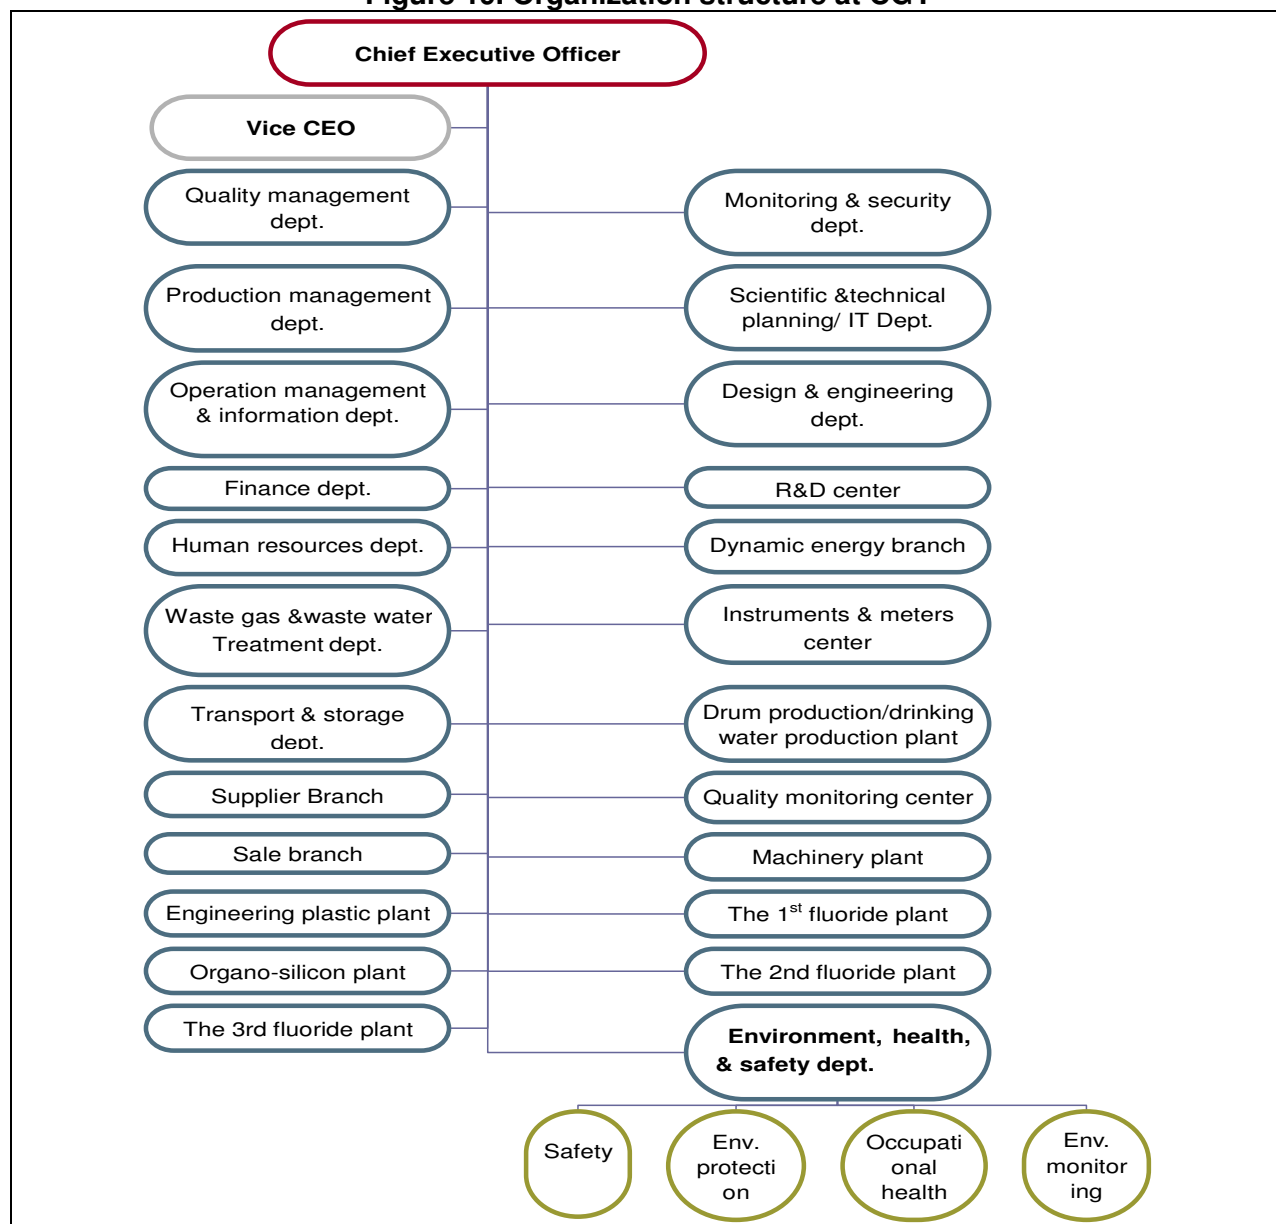 Chief Executive Officer
Vice CEO
Quality management
dept.
Monitoring & security
dept.
Production management
dept.
Scientific &technical
planning/ IT Dept.
Operation management
& information dept.
Design & engineering
dept.
Finance dept.
R&D center
Human resources dept.
Dynamic energy branch
Waste gas &waste water
Treatment dept.
Instruments & meters
center
Transport & storage
dept.
Drum production/drinking
water production plant
Supplier Branch
Quality monitoring center
Sale branch
Machinery plant
Engineering plastic plant
The 1st fluoride plant
Organo-silicon plant
The 2nd fluoride plant
The 3rd fluoride plant
Environment, health,
& safety dept.
Safety
Env.
protecti
on
Occupati
onal
health
Env.
monitor
ing